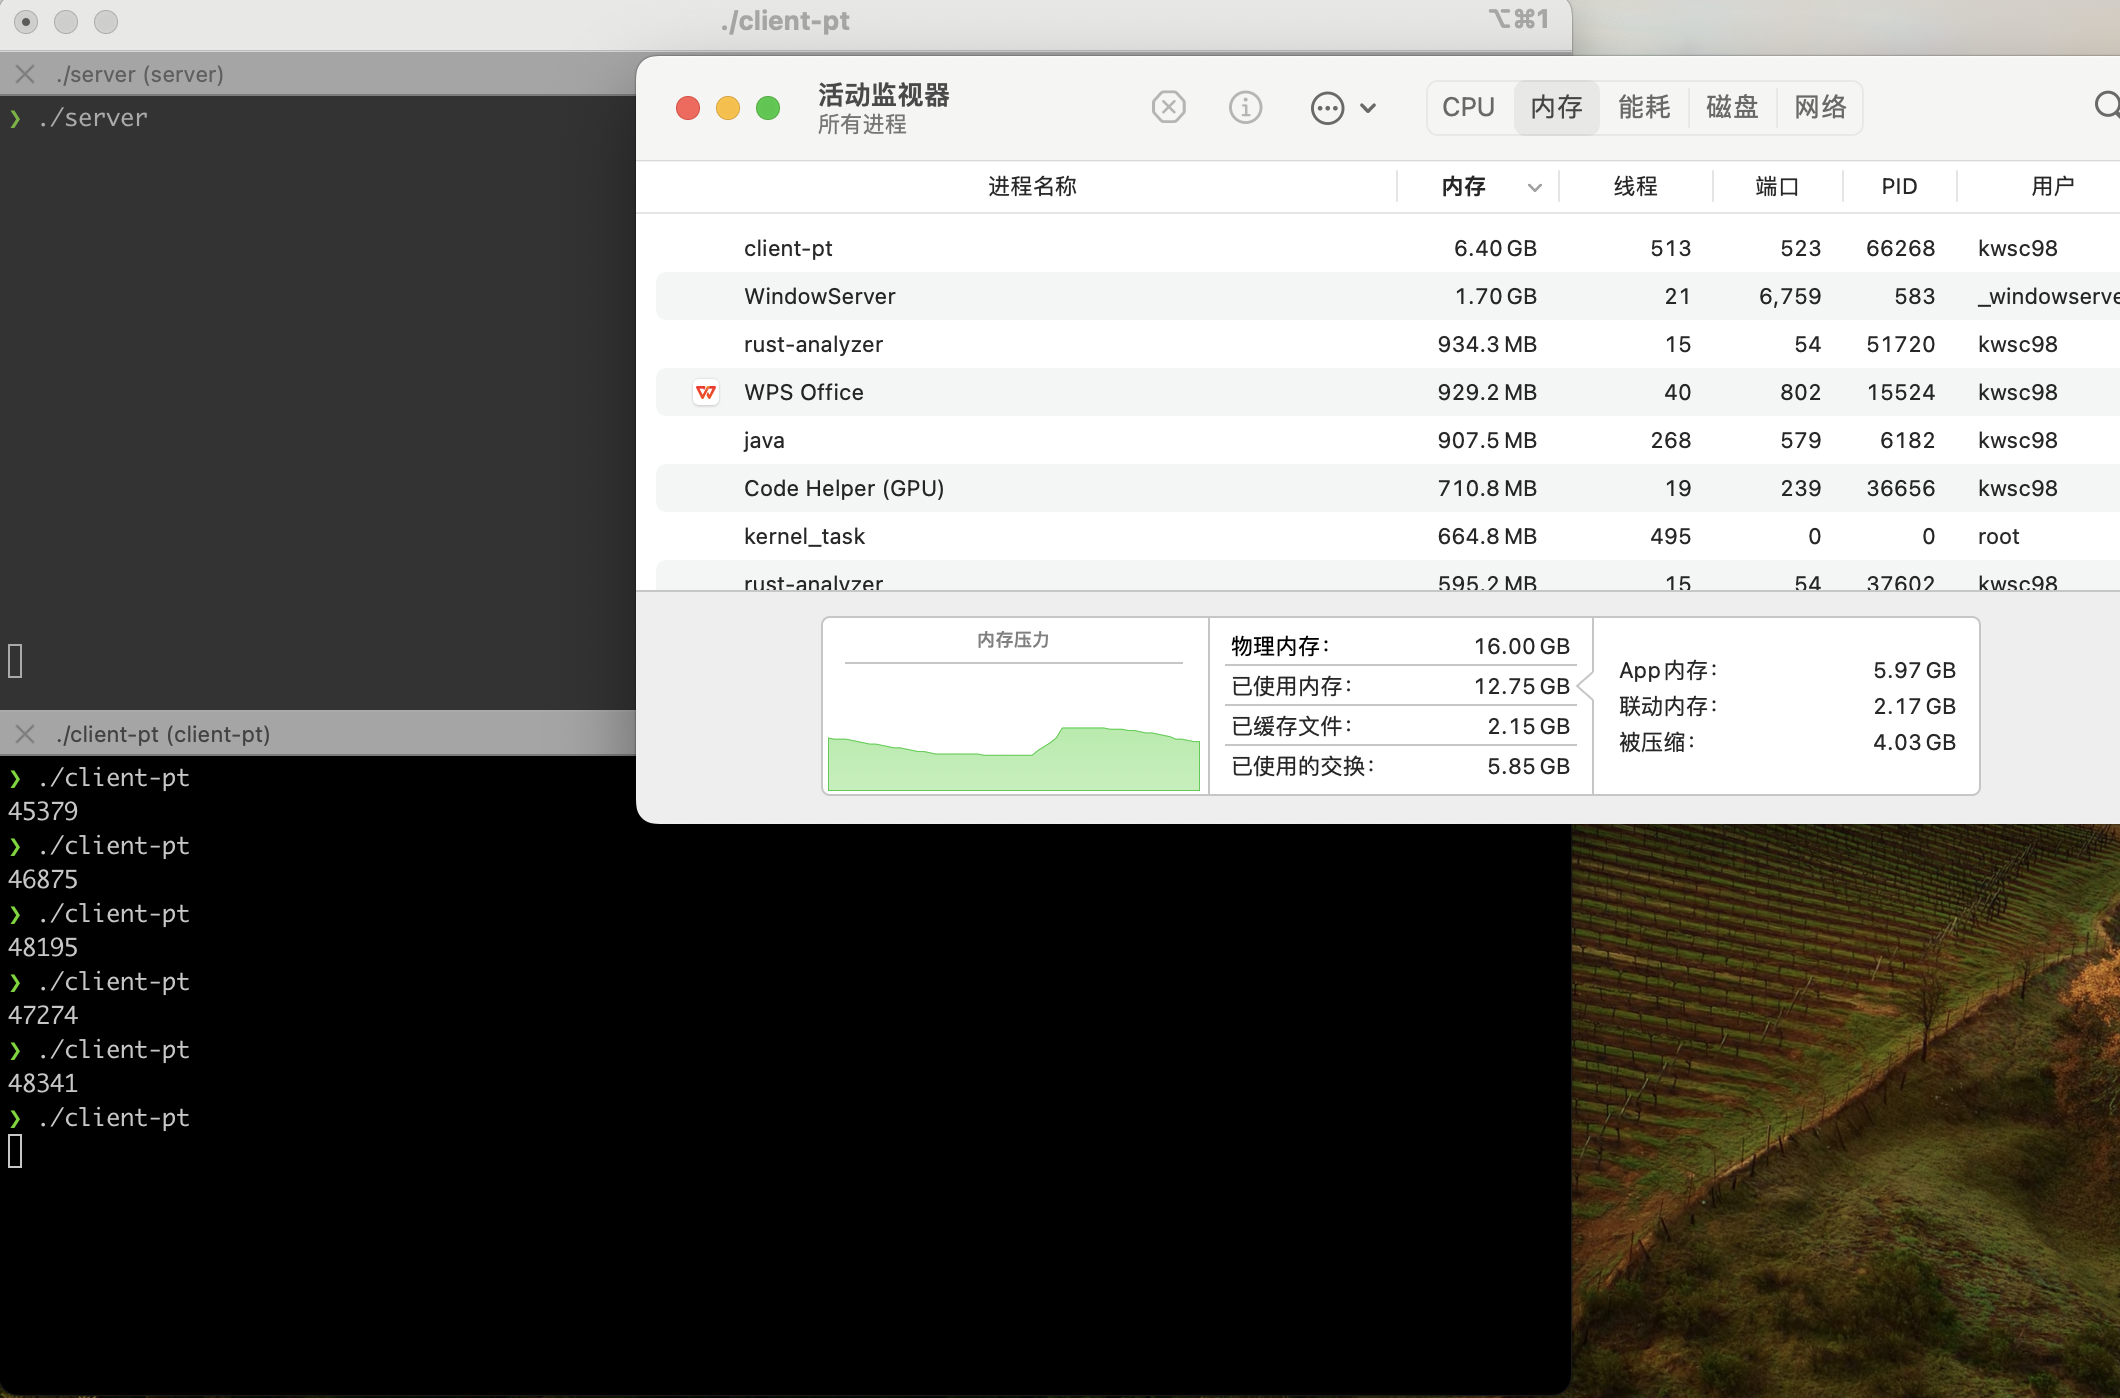 ./client-pt
⌥⌘1
./server (server)
❯ ./server
活动监视器
所有进程
CPU 内存 能耗 磁盘 网络
进程名称 内存 线程 端口 PID 用户
client-pt 6.40 GB 513 523 66268 kwsc98
WindowServer 1.70 GB 21 6,759 583 _windowserve
rust-analyzer 934.3 MB 15 54 51720 kwsc98
WPS Office 929.2 MB 40 802 15524 kwsc98
java 907.5 MB 268 579 6182 kwsc98
Code Helper (GPU) 710.8 MB 19 239 36656 kwsc98
kernel_task 664.8 MB 495 0 0 root
rust-analyzer 595.2 MB 15 54 37602 kwsc98
内存压力
物理内存： 16.00 GB
已使用内存： 12.75 GB
已缓存文件： 2.15 GB
已使用的交换： 5.85 GB
App 内存： 5.97 GB
联动内存： 2.17 GB
被压缩： 4.03 GB
./client-pt (client-pt)
❯ ./client-pt
45379
❯ ./client-pt
46875
❯ ./client-pt
48195
❯ ./client-pt
47274
❯ ./client-pt
48341
❯ ./client-pt